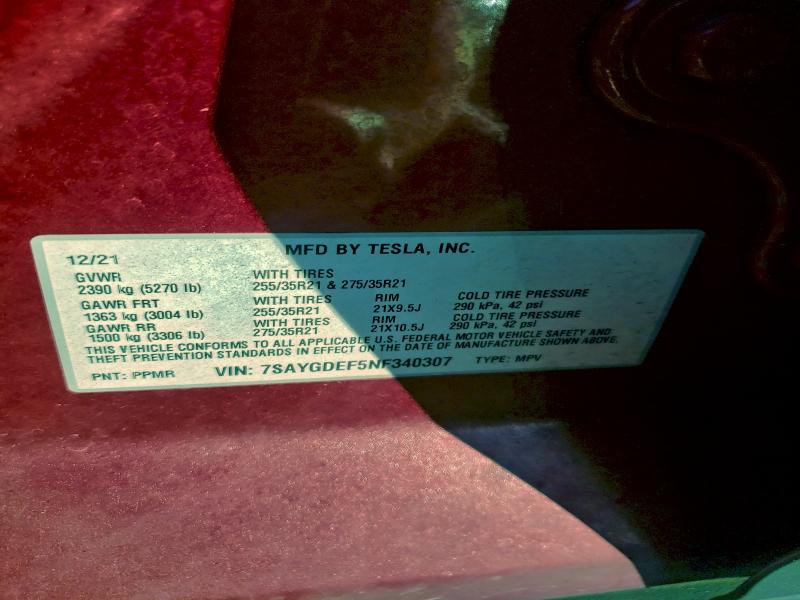 MFD BY TESLA, INC.
12/21
GVWR WITH TIRES
2390 kg (5270 lb) 255/35R21 & 275/35R21
GAWR FRT WITH TIRES RIM COLD TIRE PRESSURE
1363 kg (3004 lb) 255/35R21 21X9.5J 290 kPa, 42 psi
GAWR RR WITH TIRES RIM COLD TIRE PRESSURE
1500 kg (3306 lb) 275/35R21 21X10.5J 290 kPa, 42 psi
THIS VEHICLE CONFORMS TO ALL APPLICABLE U.S. FEDERAL MOTOR VEHICLE SAFETY AND
THEFT PREVENTION STANDARDS IN EFFECT ON THE DATE OF MANUFACTURE SHOWN ABOVE.
PNT: PPMR VIN: 7SAYGDEF5NF340307 TYPE: MPV